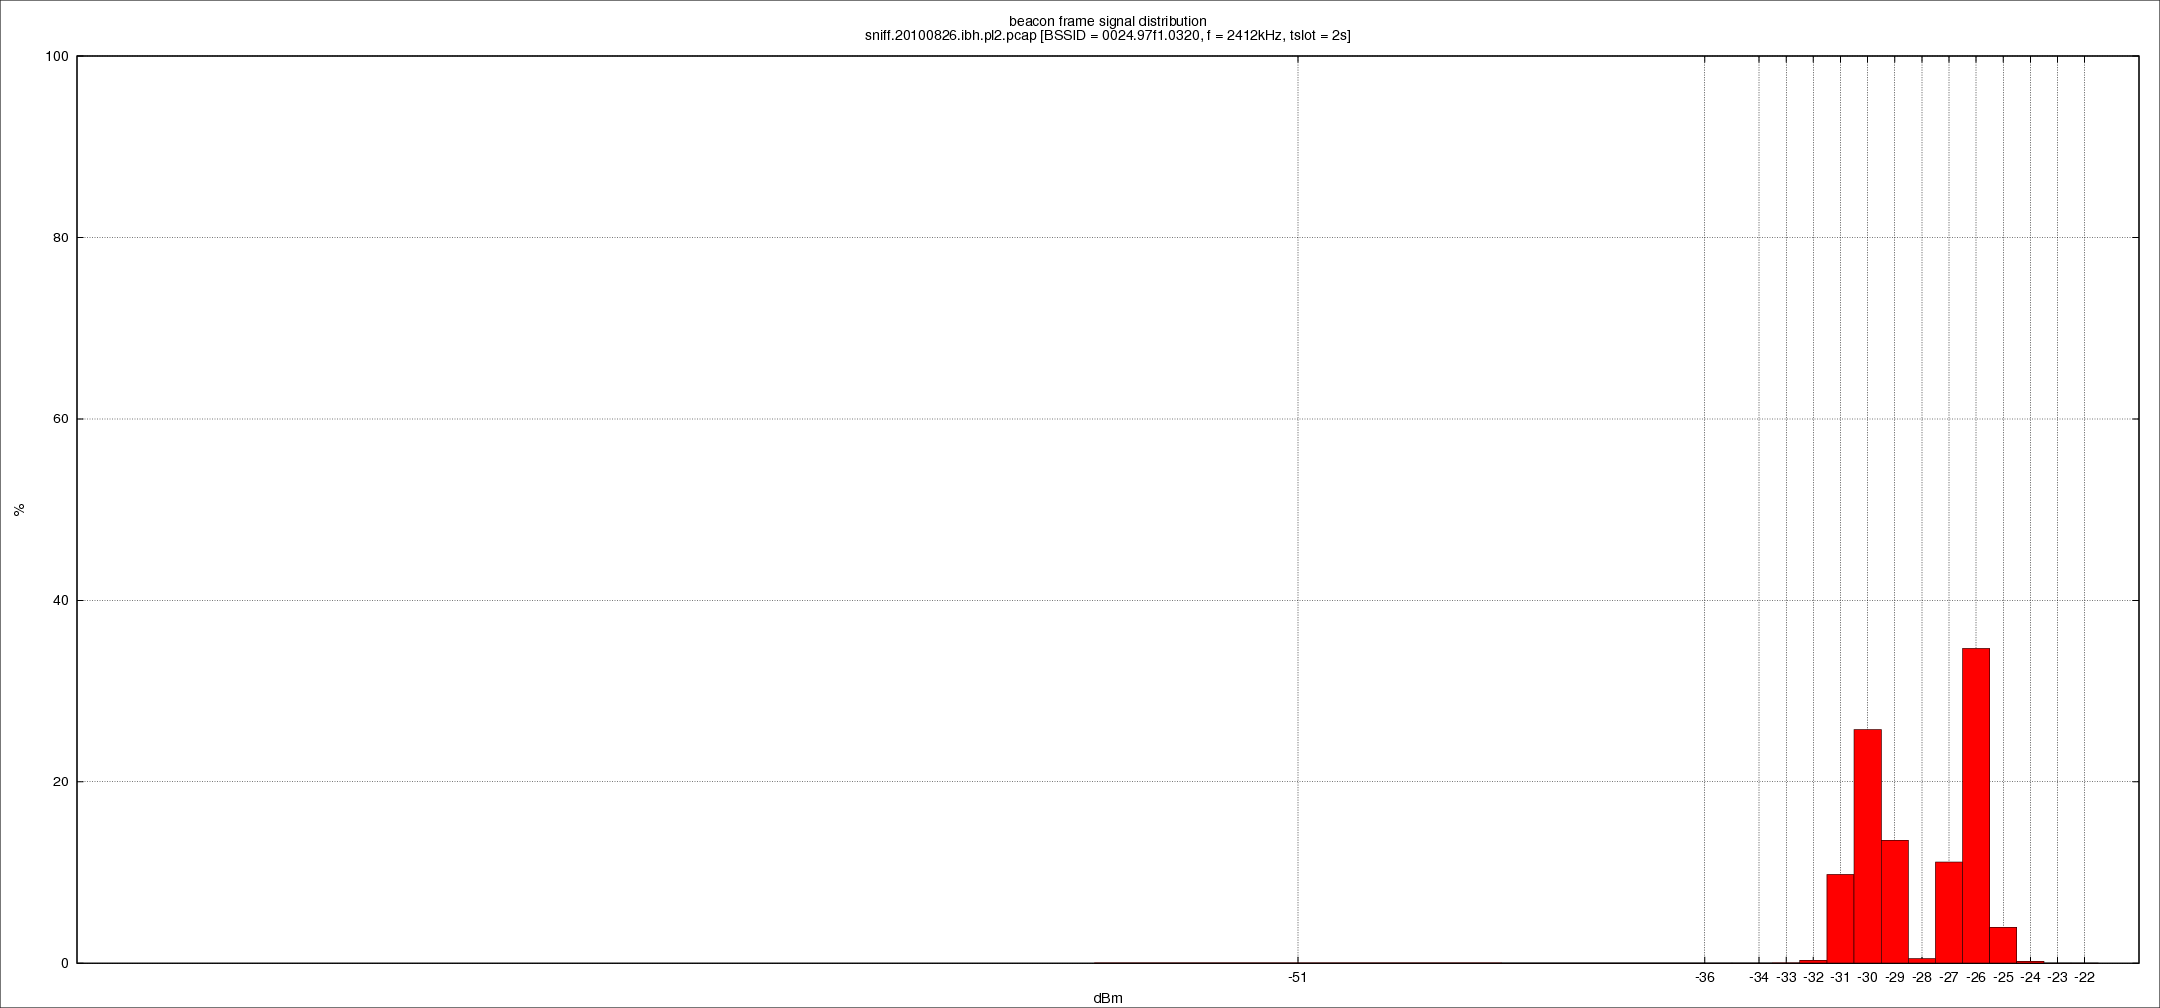 beacon frame signal distribution
sniff.20100826.ibh.pl2.pcap [BSSID = 0024.97f1.0320, f = 2412kHz, tslot = 2s]
100
80
60
40
20
0
%
-51 -36 -34 -33 -32 -31 -30 -29 -28 -27 -26 -25 -24 -23 -22
dBm